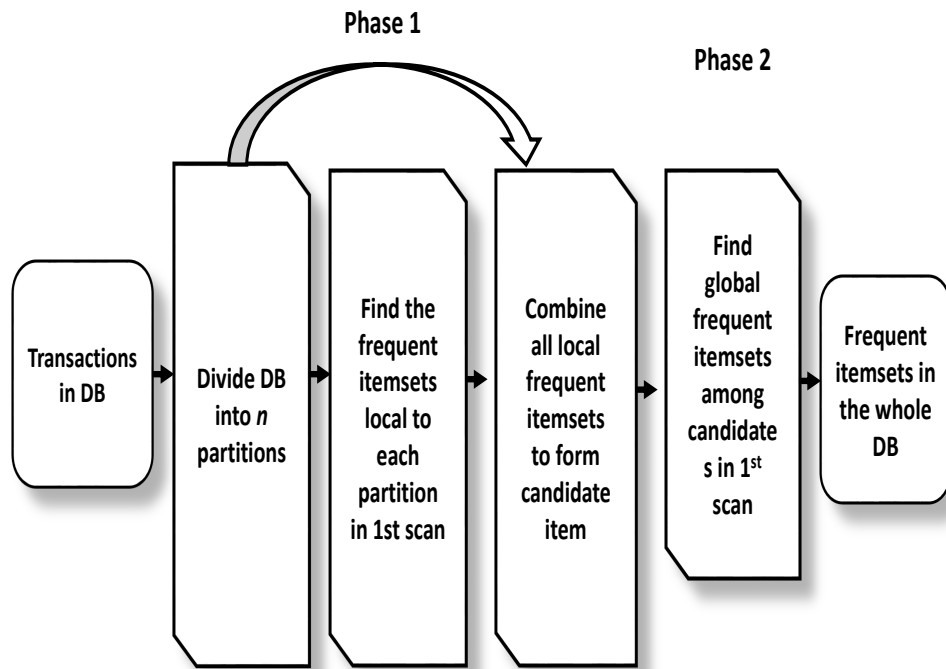 Phase 1
Phase 2
Transactions
in DB
Divide DB
into n
partitions
Find the
frequent
itemsets
local to
each
partition
in 1st scan
Combine
all local
frequent
itemsets
to form
candidate
item
Find
global
frequent
itemsets
among
candidate
s in 1st
scan
Frequent
itemsets in
the whole
DB